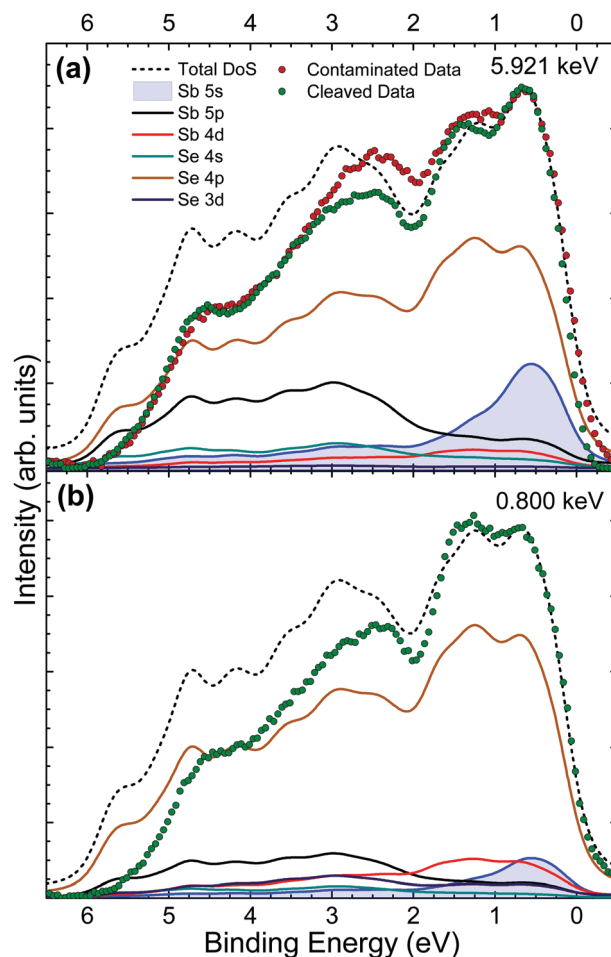 6 5 4 3 2 1 0
(a)
Total DoS
Sb 5s
Sb 5p
Sb 4d
Se 4s
Se 4p
Se 3d
Contaminated Data
Cleaved Data
5.921 keV
(b)
0.800 keV
Intensity (arb. units)
6 5 4 3 2 1 0
Binding Energy (eV)